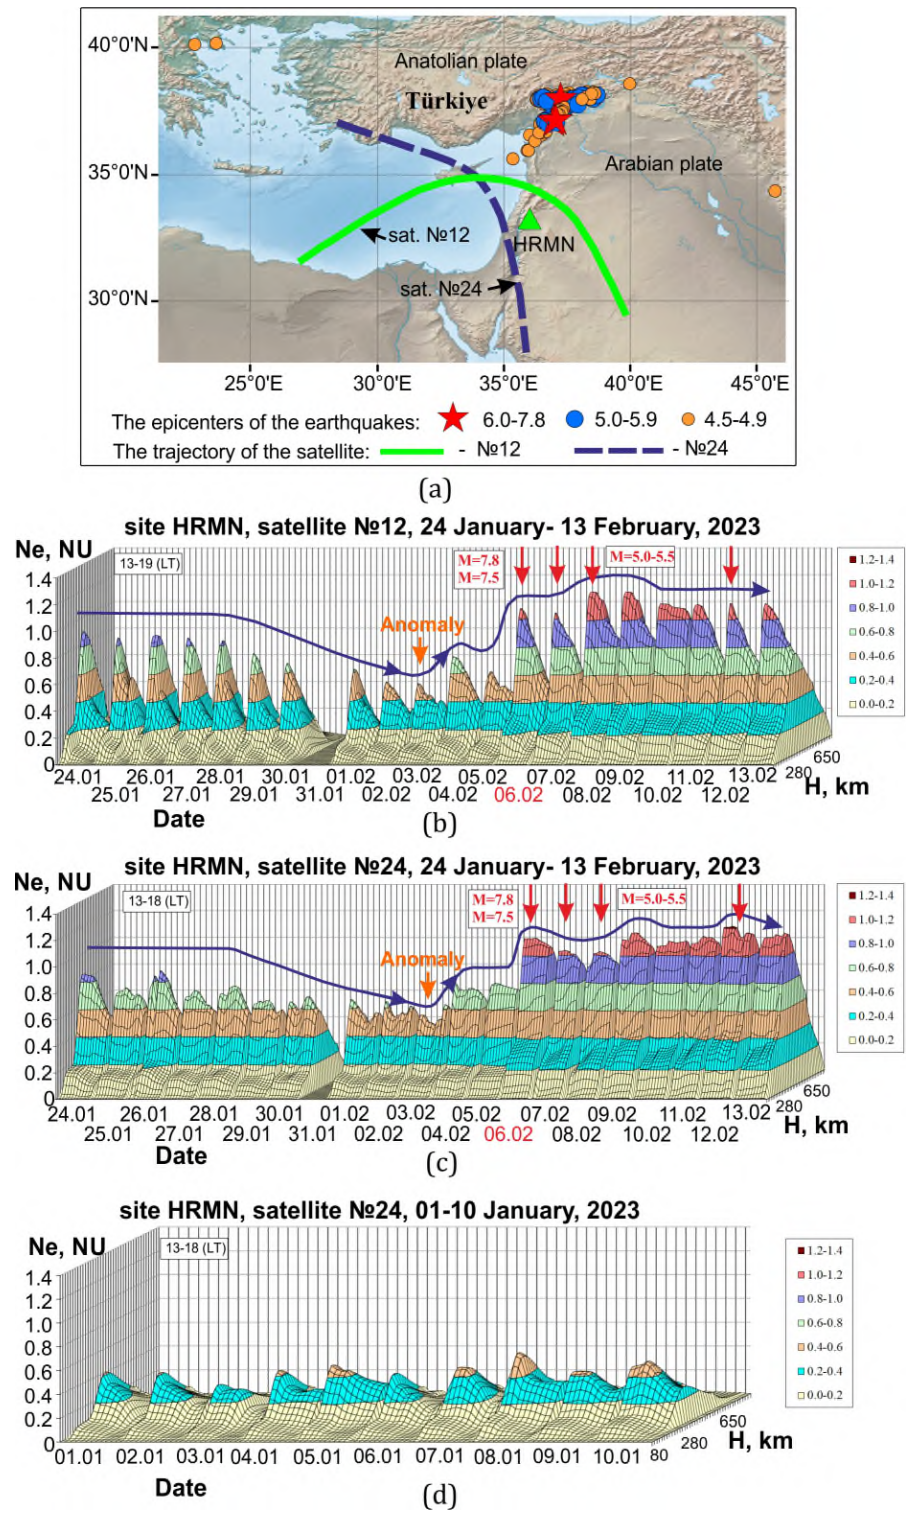 40°0'N
Anatolian plate
Türkiye
Arabian plate
35°0'N
sat. №12
HRMN
sat. №24
30°0'N
25°0'E 30°0'E 35°0'E 40°0'E 45°0'E
The epicenters of the earthquakes: 6.0-7.8 5.0-5.9 4.5-4.9
The trajectory of the satellite: - №12 - №24
(a)
site HRMN, satellite №12, 24 January- 13 February, 2023
Ne, NU
13-19 (LT)
M=7.8
M=7.5
M=5.0-5.5
Anomaly
1.4
1.2
1.0
0.8
0.6
0.4
0.2
0
1.2-1.4
1.0-1.2
0.8-1.0
0.6-0.8
0.4-0.6
0.2-0.4
0.0-0.2
24.01 26.01 28.01 30.01 01.02 03.02 05.02 07.02 09.02 11.02 13.02
25.01 27.01 29.01 31.01 02.02 04.02 06.02 08.02 10.02 12.02
280 650
H, km
Date
(b)
site HRMN, satellite №24, 24 January- 13 February, 2023
Ne, NU
13-18 (LT)
M=7.8
M=7.5
M=5.0-5.5
Anomaly
1.4
1.2
1.0
0.8
0.6
0.4
0.2
0
1.2-1.4
1.0-1.2
0.8-1.0
0.6-0.8
0.4-0.6
0.2-0.4
0.0-0.2
24.01 26.01 28.01 30.01 01.02 03.02 05.02 07.02 09.02 11.02 13.02
25.01 27.01 29.01 31.01 02.02 04.02 06.02 08.02 10.02 12.02
280 650
H, km
Date
(c)
site HRMN, satellite №24, 01-10 January, 2023
Ne, NU
13-18 (LT)
1.4
1.2
1.0
0.8
0.6
0.4
0.2
0
1.2-1.4
1.0-1.2
0.8-1.0
0.6-0.8
0.4-0.6
0.2-0.4
0.0-0.2
01.01 02.01 03.01 04.01 05.01 06.01 07.01 08.01 09.01 10.01
80 280 650
H, km
Date
(d)